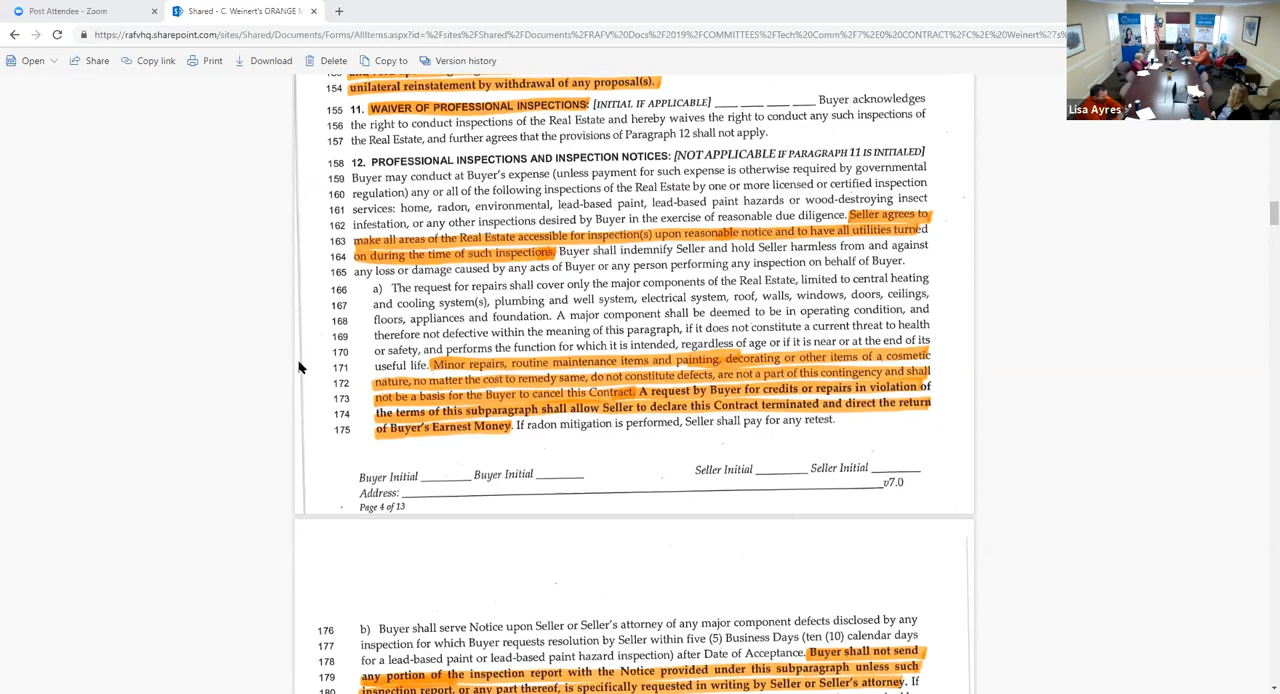 Post Attendee - Zoom
Shared - C. Weinert's ORANGE M
https://rafvhq.sharepoint.com/sites/Shared/Documents/Forms/AllItems.aspx?id=%2Fsites%2FShared%2FDocuments%2FRAFV%20Docs%2F2019%2FCOMMITTEES%2FTech%20Comm%2F7%2E0%20CONTRACT%2FC%2E%20Weinert%27s%
Open Share Copy link Print Download Delete Copy to Version history
Lisa Ayres
154 unilateral reinstatement by withdrawal of any proposal(s).
155 11. WAIVER OF PROFESSIONAL INSPECTIONS: [INITIAL IF APPLICABLE] ____ ____ ____ Buyer acknowledges
156 the right to conduct inspections of the Real Estate and hereby waives the right to conduct any such inspections of
157 the Real Estate, and further agrees that the provisions of Paragraph 12 shall not apply.
158 12. PROFESSIONAL INSPECTIONS AND INSPECTION NOTICES: [NOT APPLICABLE IF PARAGRAPH 11 IS INITIALED]
159 Buyer may conduct at Buyer's expense (unless payment for such expense is otherwise required by governmental
160 regulation) any or all of the following inspections of the Real Estate by one or more licensed or certified inspection
161 services: home, radon, environmental, lead-based paint, lead-based paint hazards or wood-destroying insect
162 infestation, or any other inspections desired by Buyer in the exercise of reasonable due diligence. Seller agrees to
163 make all areas of the Real Estate accessible for inspection(s) upon reasonable notice and to have all utilities turned
164 on during the time of such inspections. Buyer shall indemnify Seller and hold Seller harmless from and against
165 any loss or damage caused by any acts of Buyer or any person performing any inspection on behalf of Buyer.
166 a) The request for repairs shall cover only the major components of the Real Estate, limited to central heating
167 and cooling system(s), plumbing and well system, electrical system, roof, walls, windows, doors, ceilings,
168 floors, appliances and foundation. A major component shall be deemed to be in operating condition, and
169 therefore not defective within the meaning of this paragraph, if it does not constitute a current threat to health
170 or safety, and performs the function for which it is intended, regardless of age or if it is near or at the end of its
171 useful life. Minor repairs, routine maintenance items and painting, decorating or other items of a cosmetic
172 nature, no matter the cost to remedy same, do not constitute defects, are not a part of this contingency and shall
173 not be a basis for the Buyer to cancel this Contract. A request by Buyer for credits or repairs in violation of
174 the terms of this subparagraph shall allow Seller to declare this Contract terminated and direct the return
175 of Buyer's Earnest Money. If radon mitigation is performed, Seller shall pay for any retest.
Buyer Initial ______ Buyer Initial ______ Seller Initial ______ Seller Initial ______
Address: ______ v7.0
Page 4 of 13
176 b) Buyer shall serve Notice upon Seller or Seller's attorney of any major component defects disclosed by any
177 inspection for which Buyer requests resolution by Seller within five (5) Business Days (ten (10) calendar days
178 for a lead-based paint or lead-based paint hazard inspection) after Date of Acceptance. Buyer shall not send
179 any portion of the inspection report with the Notice provided under this subparagraph unless such
180 inspection report, or any part thereof, is specifically requested in writing by Seller or Seller's attorney. If